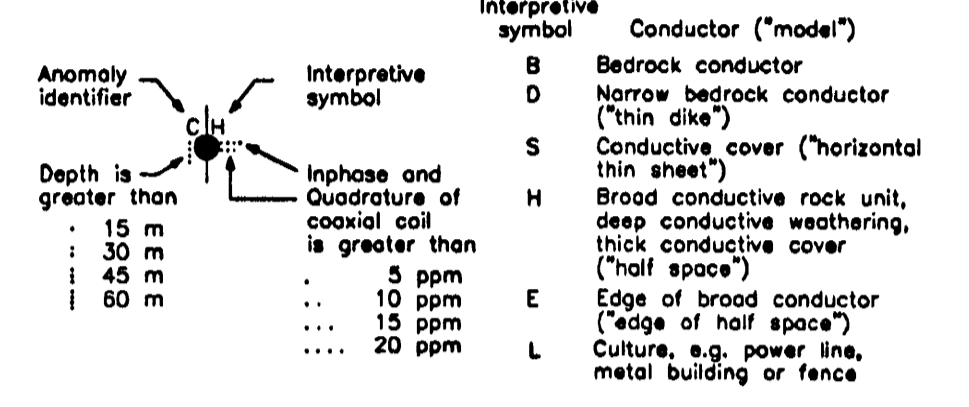 Interpretive
symbol
Conductor ("model")
Anomaly
identifier
Interpretive
symbol
C H
Depth is
greater than
. 15 m
: 30 m
⋮ 45 m
⁞ 60 m
Inphase and
Quadrature of
coaxial coil
is greater than
. 5 ppm
.. 10 ppm
... 15 ppm
.... 20 ppm
B Bedrock conductor
D Narrow bedrock conductor
("thin dike")
S Conductive cover ("horizontal
thin sheet")
H Broad conductive rock unit,
deep conductive weathering,
thick conductive cover
("half space")
E Edge of broad conductor
("edge of half space")
L Culture, e.g. power line,
metal building or fence